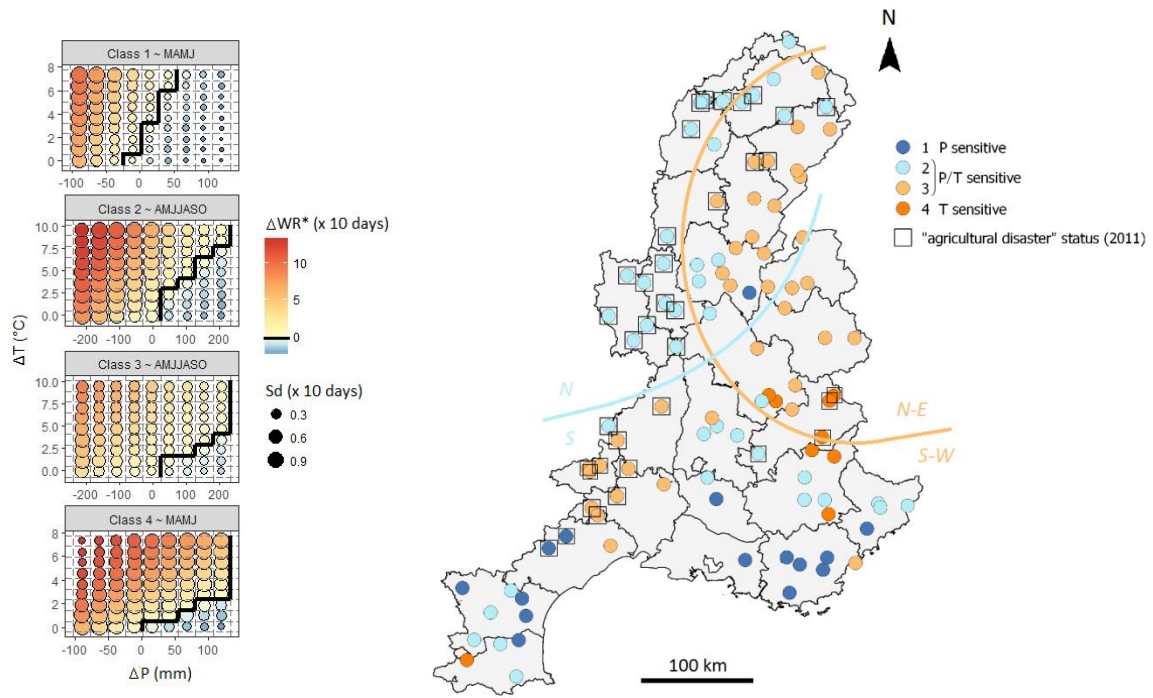 Class 1 ~ MAMJ
8
6
4
2
0
-100 -50 0 50 100
Class 2 ~ AMJJASO
10.0
7.5
5.0
2.5
0.0
-200 -100 0 100 200
Class 3 ~ AMJJASO
10.0
7.5
5.0
2.5
0.0
-200 -100 0 100 200
Class 4 ~ MAMJ
8
6
4
2
0
-100 -50 0 50 100
ΔT (°C)
ΔP (mm)
ΔWR* (x 10 days)
10
5
0
Sd (x 10 days)
0.3
0.6
0.9
N
1 P sensitive
2
3
P/T sensitive
4 T sensitive
"agricultural disaster" status (2011)
N
S
N-E
S-W
100 km